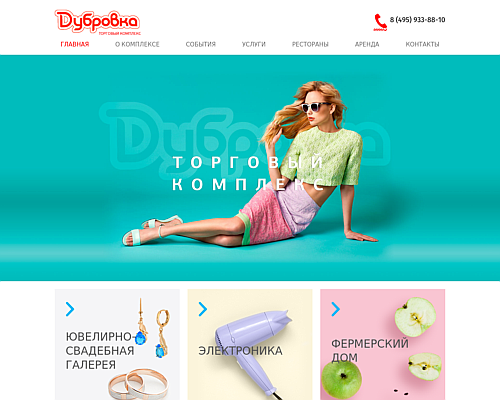 Дубровка
ТОРГОВЫЙ КОМПЛЕКС
8 (495) 933-88-10
ГЛАВНАЯ О КОМПЛЕКСЕ СОБЫТИЯ УСЛУГИ РЕСТОРАНЫ АРЕНДА КОНТАКТЫ
Дубровка
ТОРГОВЫЙ
КОМПЛЕКС
ЮВЕЛИРНО-
СВАДЕБНАЯ
ГАЛЕРЕЯ
ЭЛЕКТРОНИКА
ФЕРМЕРСКИЙ
ДОМ